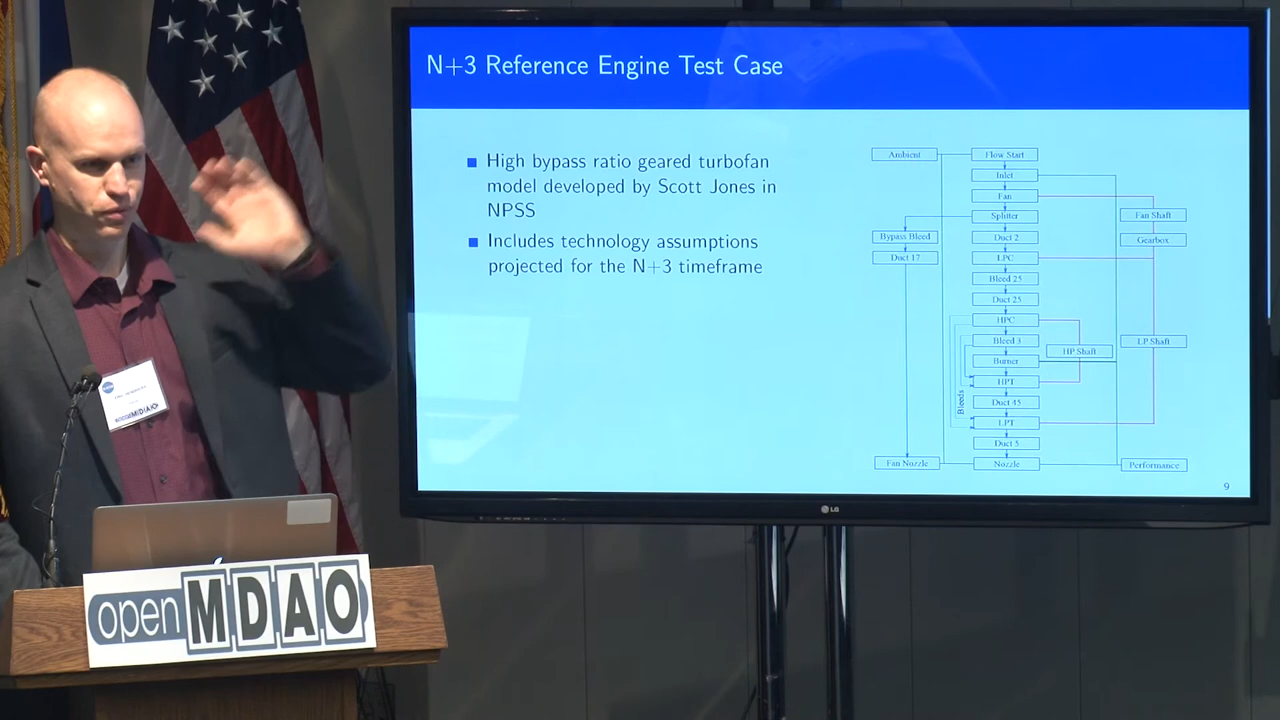 N+3 Reference Engine Test Case
High bypass ratio geared turbofan
model developed by Scott Jones in
NPSS
Includes technology assumptions
projected for the N+3 timeframe
Ambient
Flow Start
Inlet
Fan
Fan Shaft
Splitter
Bypass Bleed
Duct 2
Gearbox
Duct 17
LPC
Bleed 25
Duct 25
HPC
Bleed 3
LP Shaft
HP Shaft
Burner
HPT
Bleeds
Duct 45
LPT
Duct 5
Fan Nozzle
Nozzle
Performance
9
LG
openMDAO
open MDAO